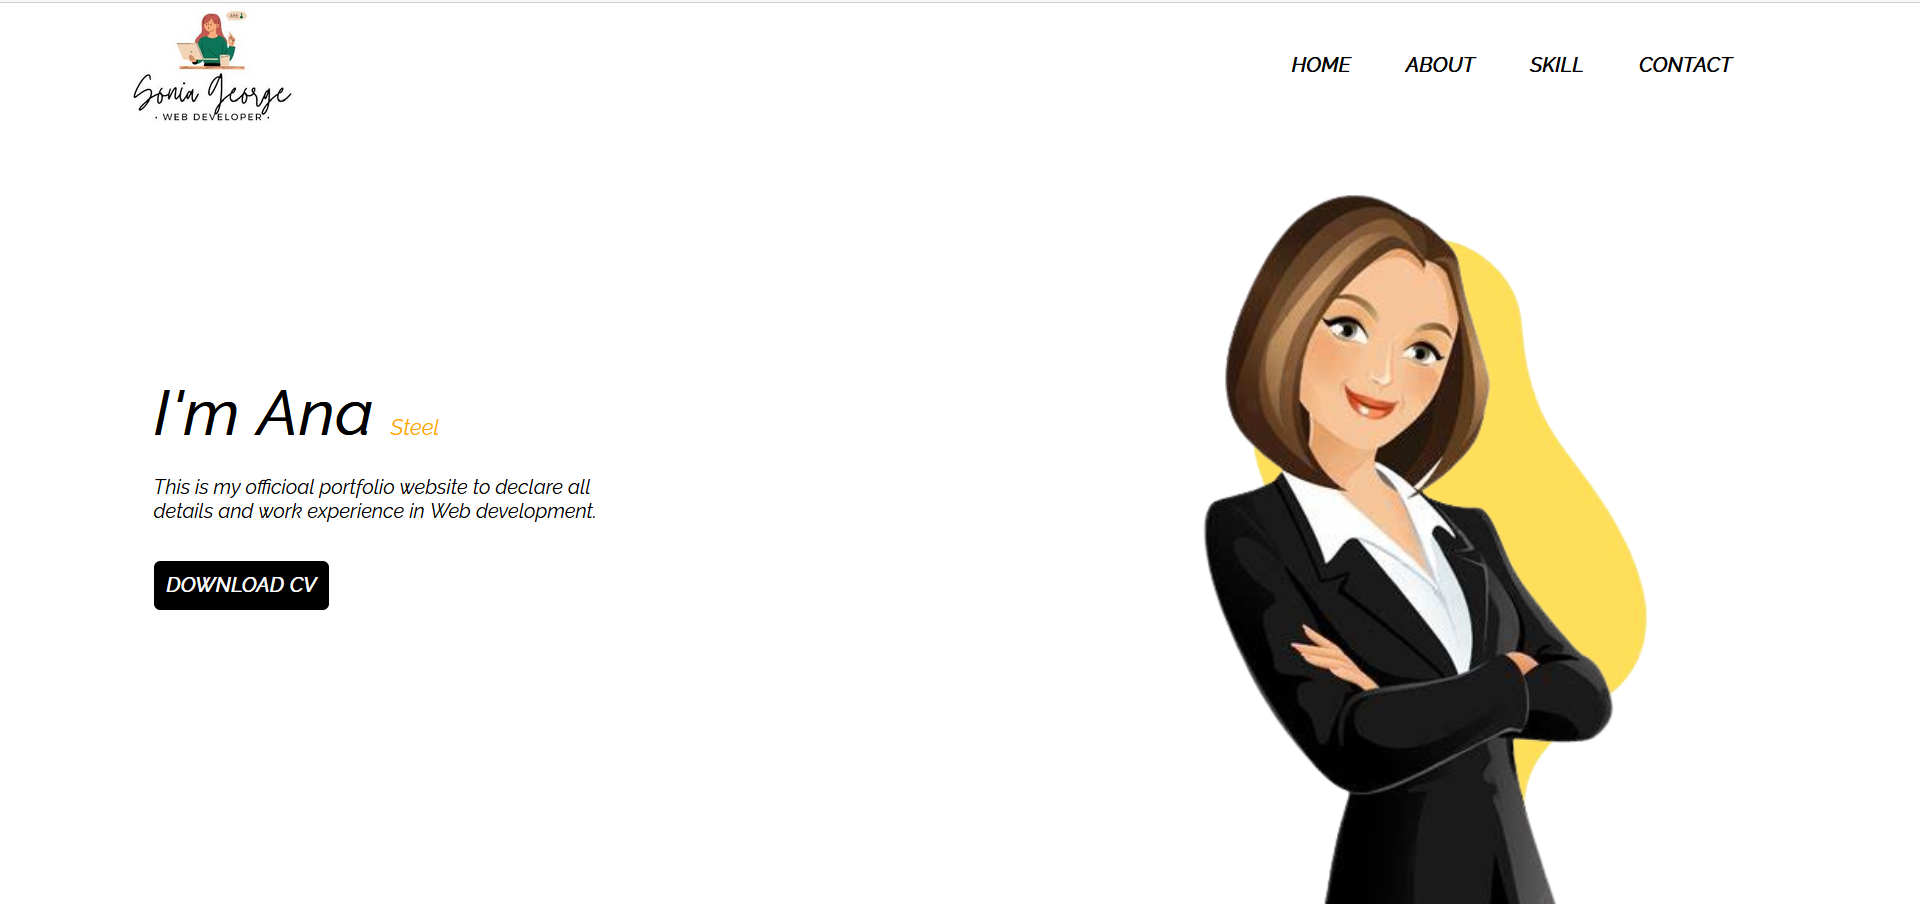 Sonia George
· WEB DEVELOPER ·
HOME ABOUT SKILL CONTACT
I'm Ana Steel
This is my officioal portfolio website to declare all
details and work experience in Web development.
DOWNLOAD CV